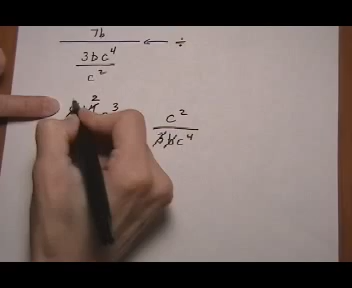 7b
3bc⁴ ← ÷
c²
c²
3bc⁴